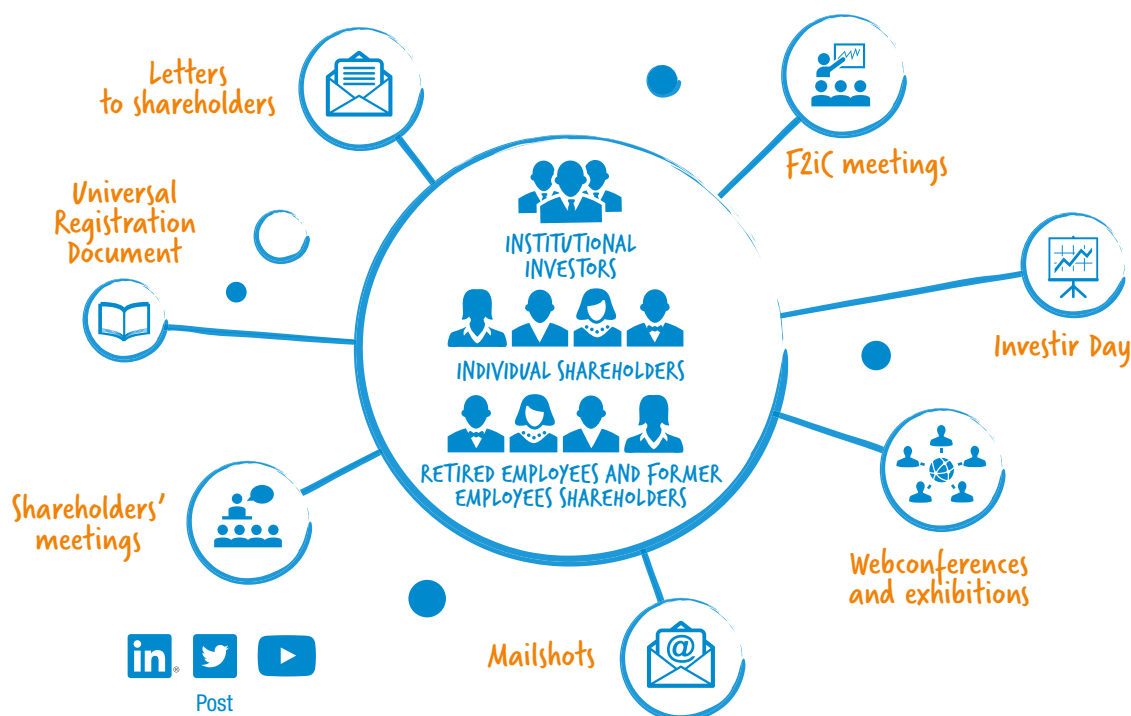 Letters
to shareholders
F2iC meetings
Universal
Registration
Document
INSTITUTIONAL
INVESTORS
INDIVIDUAL SHAREHOLDERS
Investir Day
RETIRED EMPLOYEES AND FORMER
EMPLOYEES SHAREHOLDERS
Shareholders'
meetings
Webconferences
and exhibitions
Mailshots
@
in®
Post